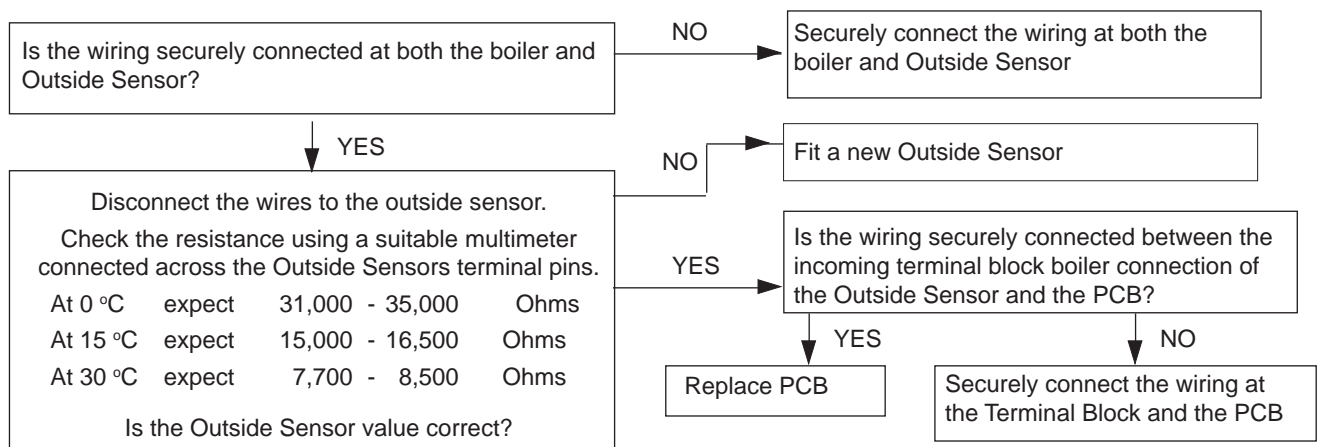 Is the wiring securely connected at both the boiler and
Outside Sensor?
NO
Securely connect the wiring at both the
boiler and Outside Sensor
YES
NO
Fit a new Outside Sensor
Disconnect the wires to the outside sensor.
Check the resistance using a suitable multimeter
connected across the Outside Sensors terminal pins.
At 0 °C expect 31,000 - 35,000 Ohms
At 15 °C expect 15,000 - 16,500 Ohms
At 30 °C expect 7,700 - 8,500 Ohms
Is the Outside Sensor value correct?
YES
Is the wiring securely connected between the
incoming terminal block boiler connection of
the Outside Sensor and the PCB?
YES
NO
Replace PCB
Securely connect the wiring at
the Terminal Block and the PCB